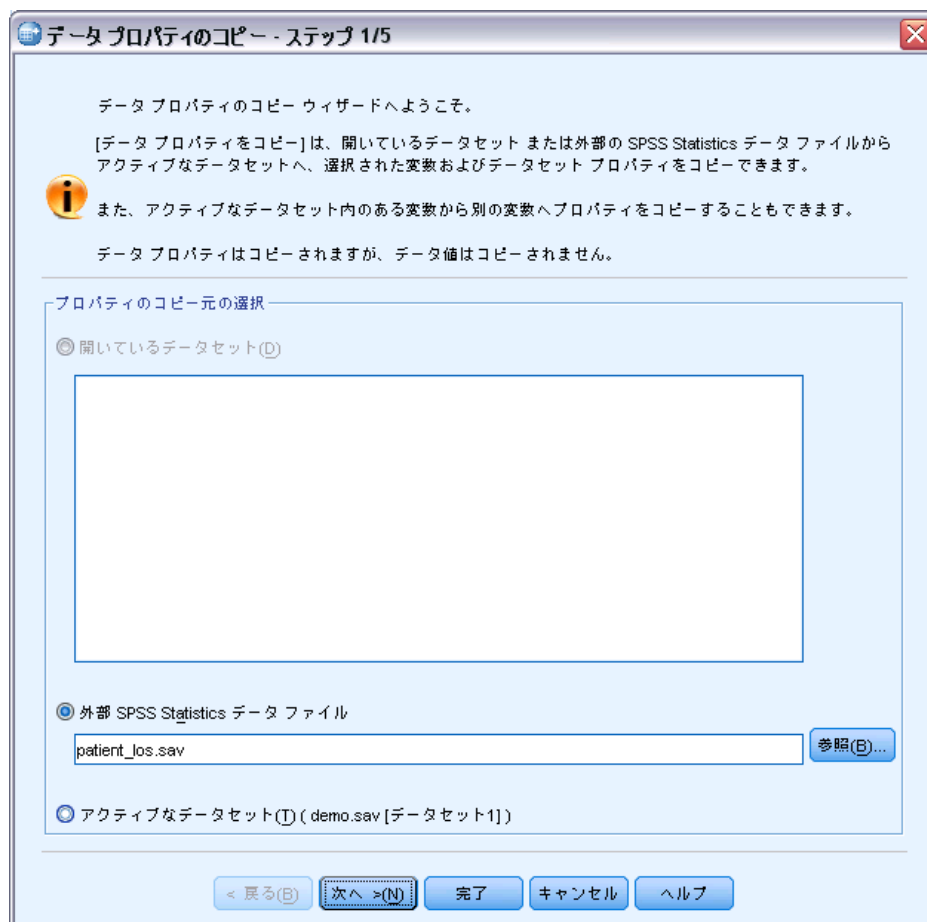 データ プロパティのコピー - ステップ 1/5
データ プロパティのコピー ウィザードへようこそ。
[データ プロパティをコピー] は、開いているデータセット または外部の SPSS Statistics データ ファイルから
アクティブなデータセットへ、選択された変数およびデータセット プロパティをコピーできます。
また、アクティブなデータセット内のある変数から別の変数へプロパティをコピーすることもできます。
データ プロパティはコピーされますが、データ値はコピーされません。
プロパティのコピー元の選択
開いているデータセット(D)
外部 SPSS Statistics データ ファイル
patient_los.sav
参照(B)...
アクティブなデータセット(T) ( demo.sav [データセット1] )
< 戻る(B)
次へ >(N)
完了
キャンセル
ヘルプ